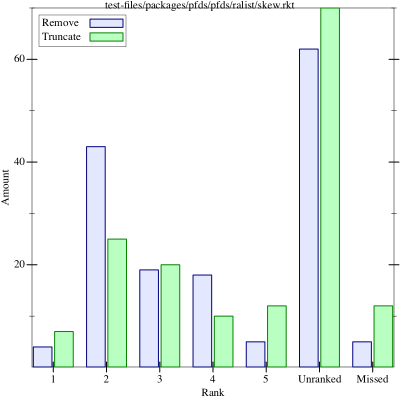 test-files/packages/pfds/pfds/ralist/skew.rkt
Remove
Truncate
60
40
20
Amount
1 2 3 4 5 Unranked Missed
Rank